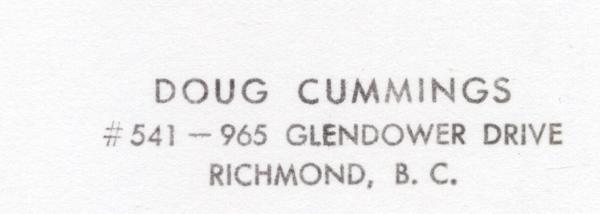 DOUG CUMMINGS
#541 — 965 GLENDOWER DRIVE
RICHMOND, B. C.